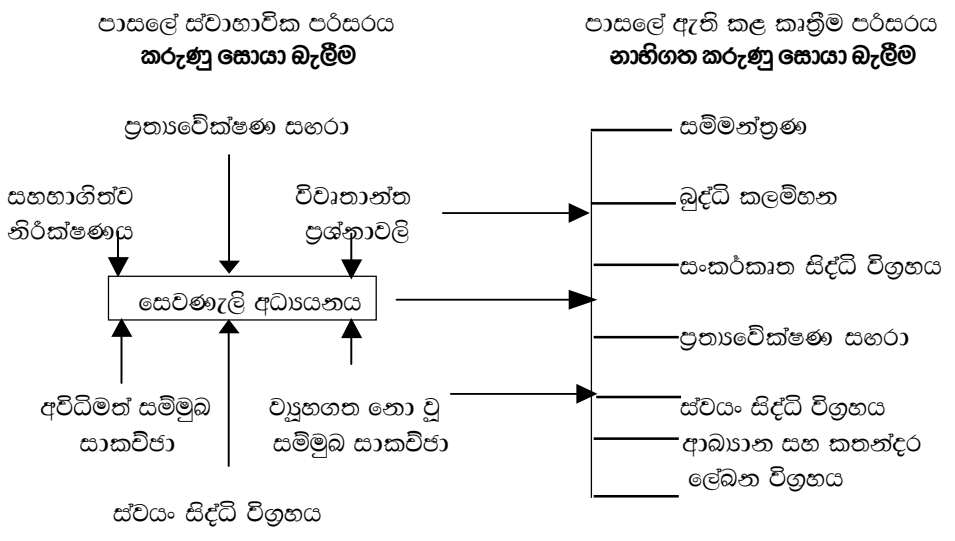 පාසලේ ස්වාභාවික පරිසරය
කරුණු සොයා බැලීම
ප්‍රත්‍යවේක්ෂණ සඟරා
සහභාගිත්ව
නිරීක්ෂණය
විවෘතාන්ත
ප්‍රශ්නාවලි
සෙවණැලි අධ්‍යයනය
අවිධිමත් සම්මුඛ
සාකච්ඡා
ව්‍යූහගත නො වූ
සම්මුඛ සාකච්ඡා
ස්වයං සිද්ධි විග්‍රහය
පාසලේ ඇති කළ කෘත්‍රීම පරිසරය
නාභිගත කරුණු සොයා බැලීම
සම්මන්ත්‍රණ
බුද්ධි කලම්භන
සංකර්කෘත සිද්ධි විග්‍රහය
ප්‍රත්‍යවේක්ෂණ සඟරා
ස්වයං සිද්ධි විග්‍රහය
ආඛ්‍යාන සහ කතන්දර
ලේඛන විග්‍රහය